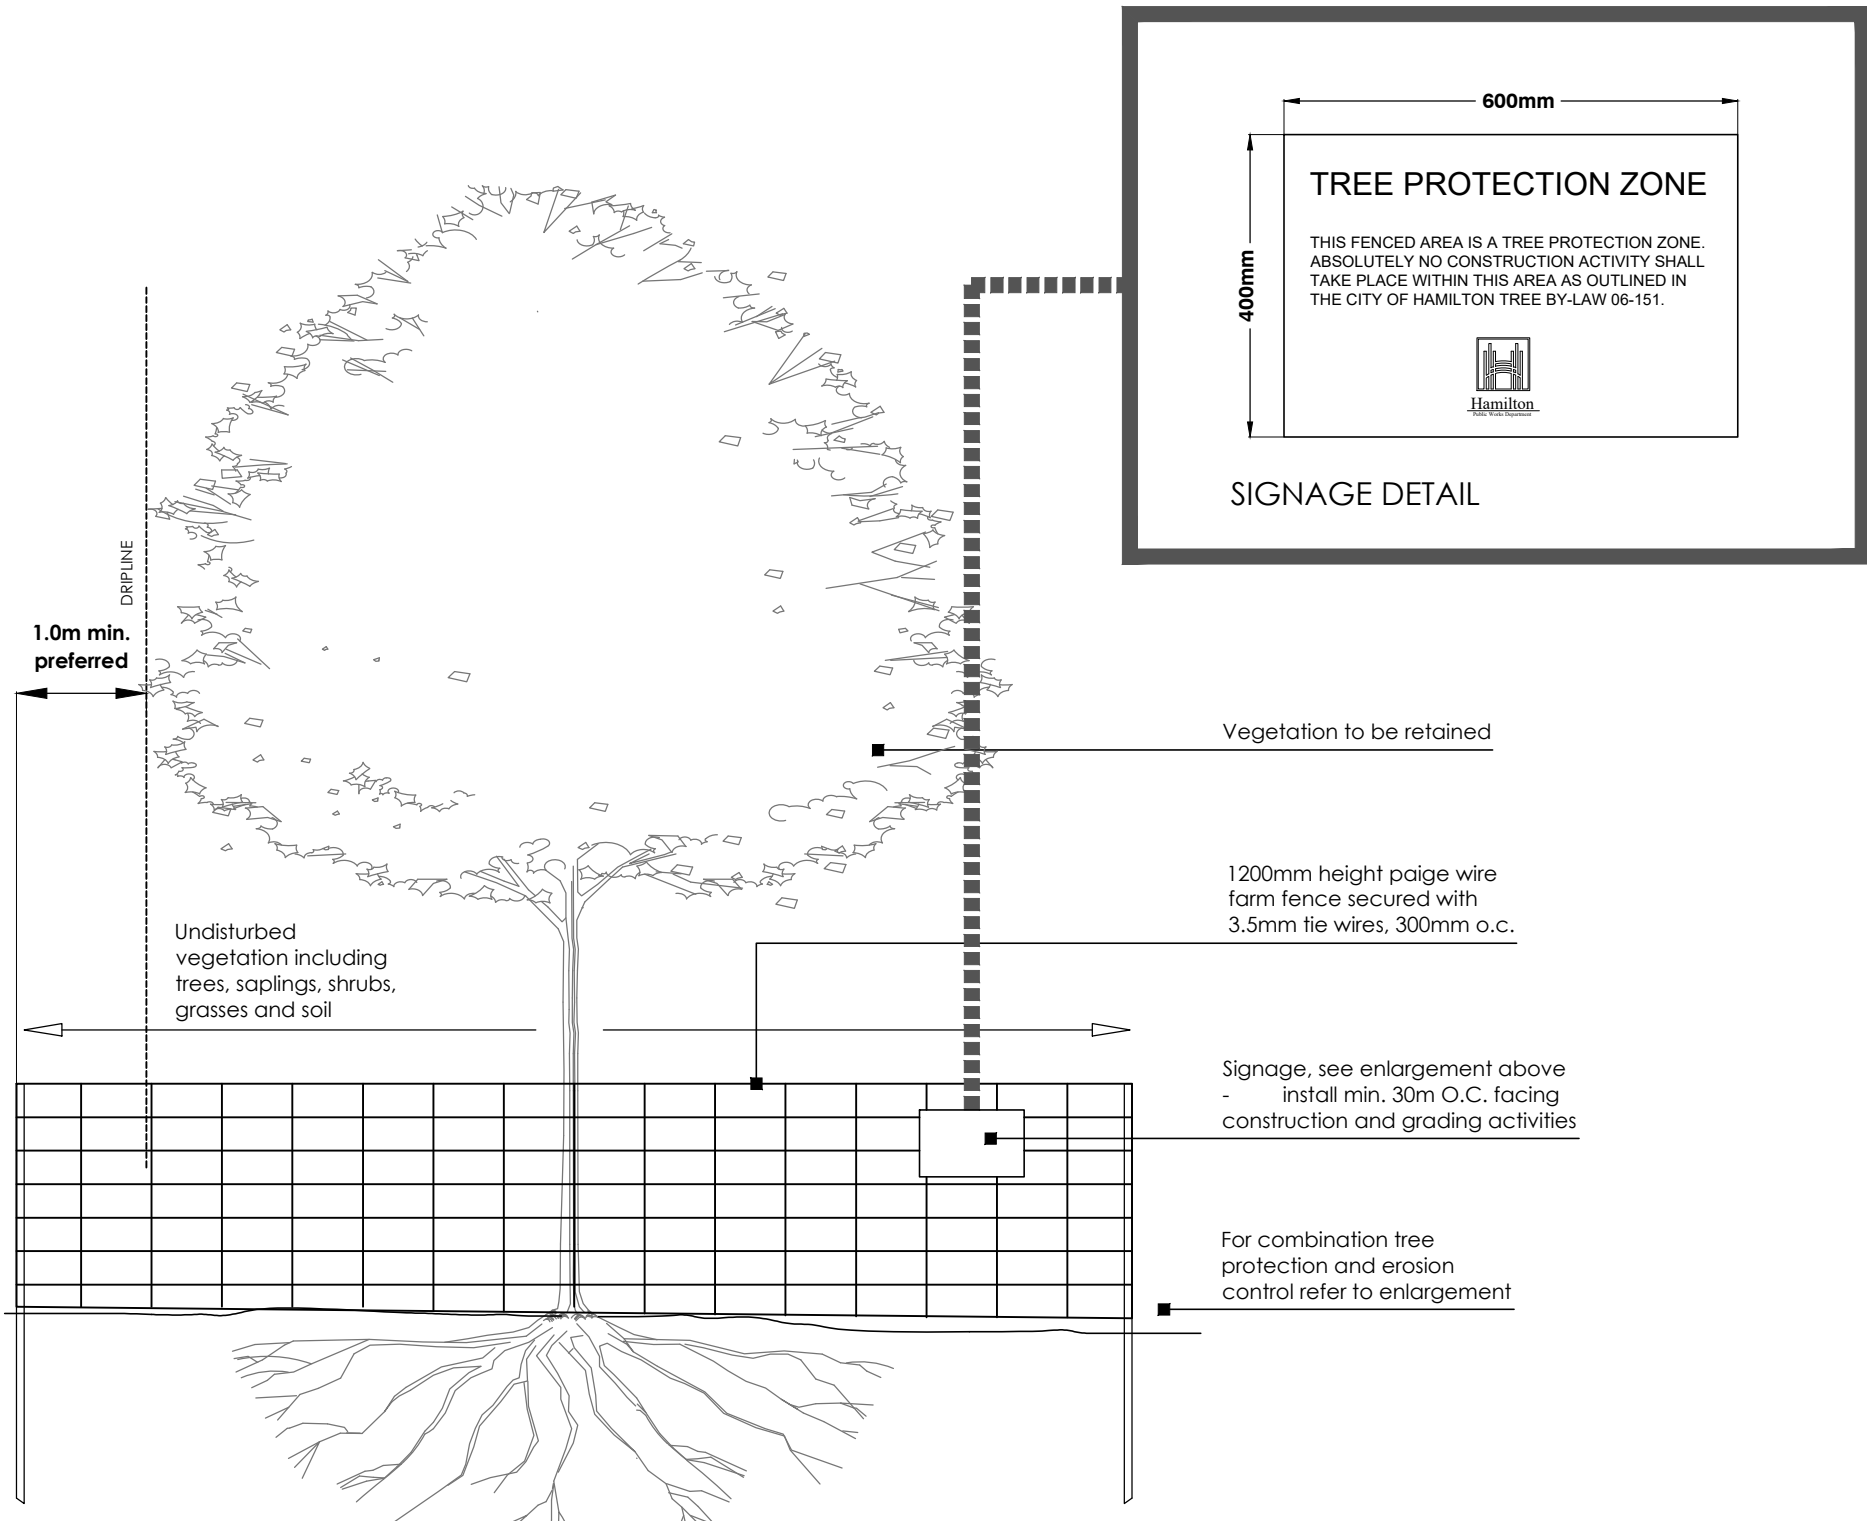 600mm
400mm
TREE PROTECTION ZONE
THIS FENCED AREA IS A TREE PROTECTION ZONE.
ABSOLUTELY NO CONSTRUCTION ACTIVITY SHALL
TAKE PLACE WITHIN THIS AREA AS OUTLINED IN
THE CITY OF HAMILTON TREE BY-LAW 06-151.
Hamilton
Public Works Department
SIGNAGE DETAIL
DRIPLINE
1.0m min.
preferred
Vegetation to be retained
1200mm height paige wire
farm fence secured with
3.5mm tie wires, 300mm o.c.
Undisturbed
vegetation including
trees, saplings, shrubs,
grasses and soil
Signage, see enlargement above
- install min. 30m O.C. facing
construction and grading activities
For combination tree
protection and erosion
control refer to enlargement